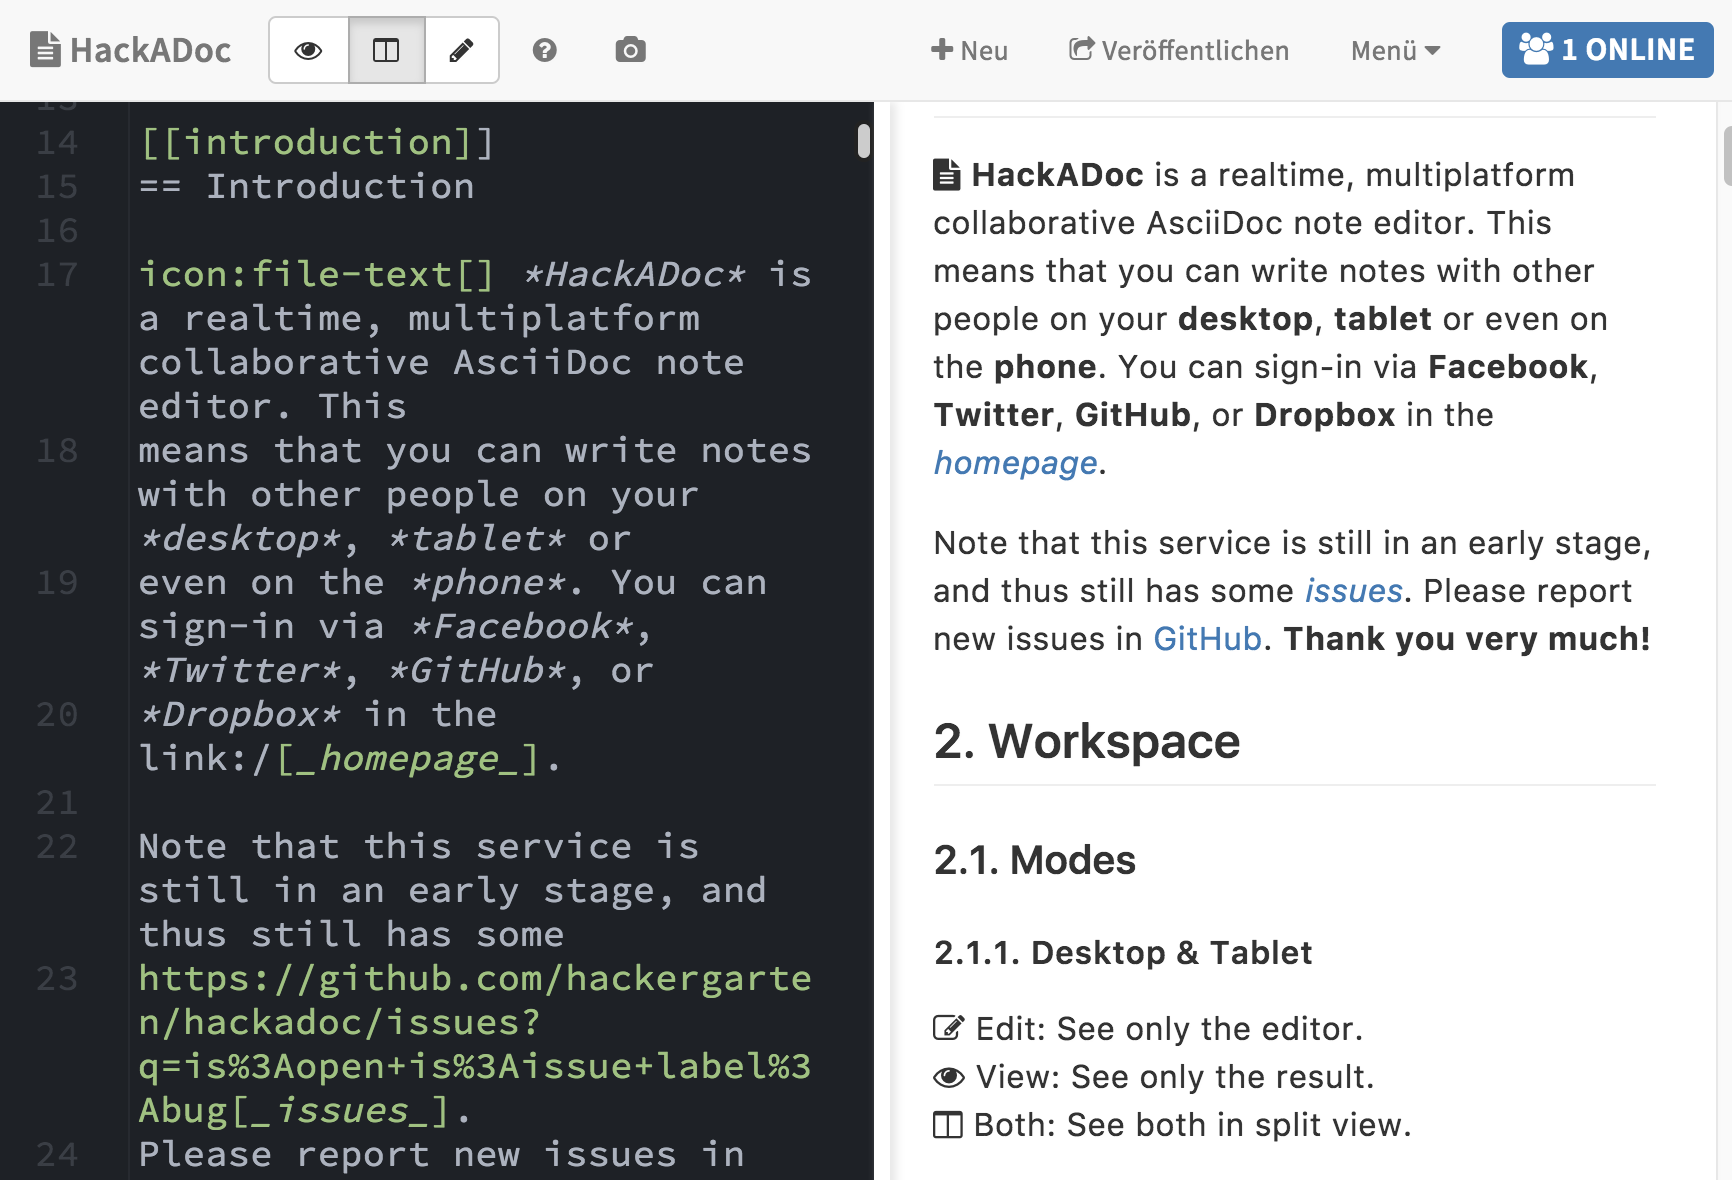 HackADoc
Neu
Veröffentlichen
Menü
1 ONLINE
14 [[introduction]]
15 == Introduction
16
17 icon:file-text[] *HackADoc* is
a realtime, multiplatform
collaborative AsciiDoc note
editor. This
18 means that you can write notes
with other people on your
*desktop*, *tablet* or
19 even on the *phone*. You can
sign-in via *Facebook*,
*Twitter*, *GitHub*, or
20 *Dropbox* in the
link:/[_homepage_].
21
22 Note that this service is
still in an early stage, and
thus still has some
23 https://github.com/hackergarte
n/hackadoc/issues?
q=is%3Aopen+is%3Aissue+label%3
Abug[_issues_].
24 Please report new issues in
HackADoc is a realtime, multiplatform
collaborative AsciiDoc note editor. This
means that you can write notes with other
people on your desktop, tablet or even on
the phone. You can sign-in via Facebook,
Twitter, GitHub, or Dropbox in the
homepage.
Note that this service is still in an early stage,
and thus still has some issues. Please report
new issues in GitHub. Thank you very much!
2. Workspace
2.1. Modes
2.1.1. Desktop & Tablet
Edit: See only the editor.
View: See only the result.
Both: See both in split view.